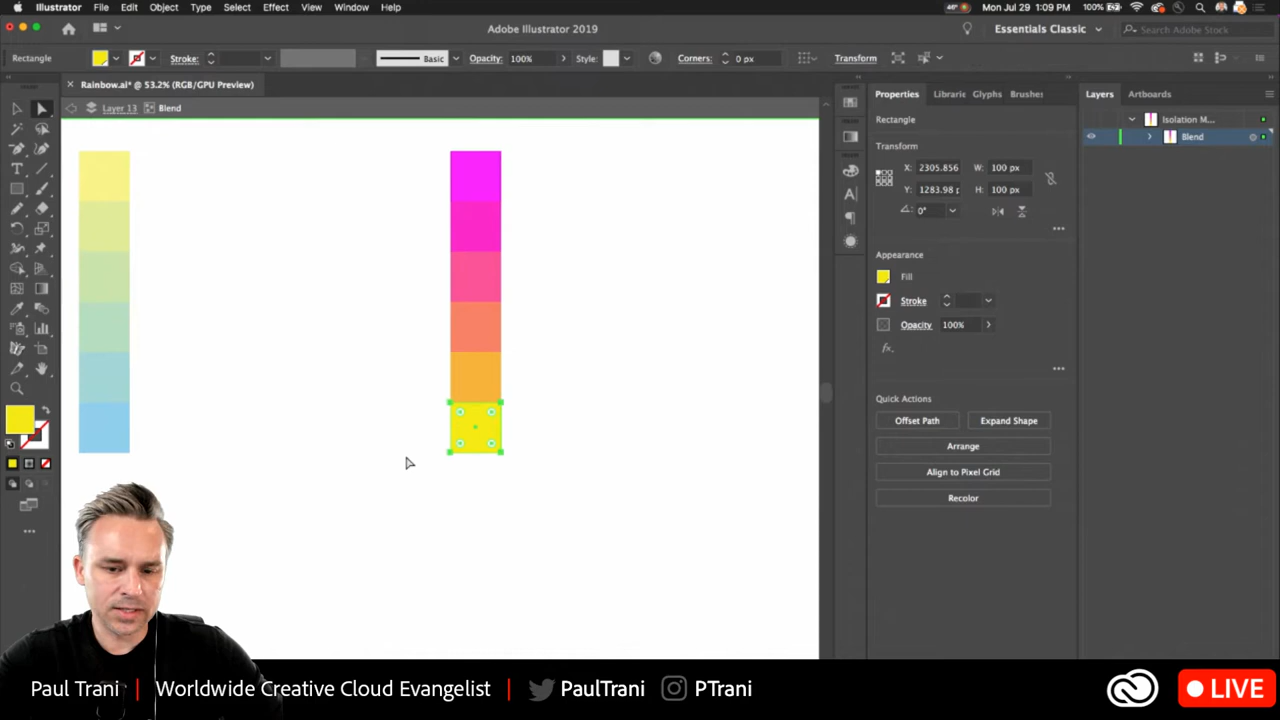 Illustrator File Edit Object Type Select Effect View Window Help
100% Mon Jul 29 1:09 PM
Adobe Illustrator 2019
Essentials Classic
Search Adobe Stock
Rectangle Stroke: Basic Opacity: 100% Style: Corners: 0 px Transform
Rainbow.ai* @ 53.2% (RGB/GPU Preview)
Layer 13 Blend
Properties Librarie Glyphs Brushes
Rectangle
Transform
X: 2305.856 W: 100 px
Y: 1283.98 p H: 100 px
0°
Appearance
Fill
Stroke
Opacity 100%
fx.
Quick Actions
Offset Path Expand Shape
Arrange
Align to Pixel Grid
Recolor
Layers Artboards
Isolation M...
Blend
Paul Trani | Worldwide Creative Cloud Evangelist | PaulTrani PTrani
LIVE